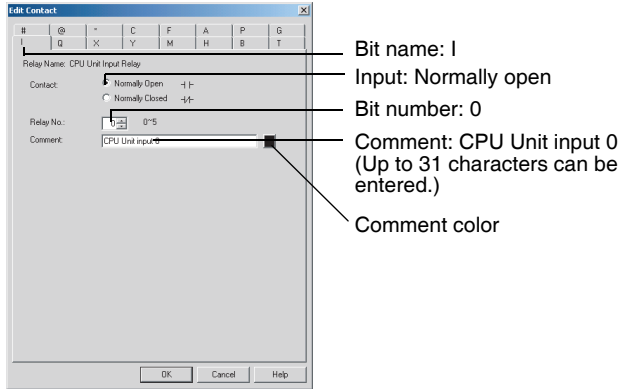 Edit Contact
# @ " C F A P G
I Q X Y M H B T
Relay Name: CPU Unit Input Relay
Contact: Normally Open
Normally Closed
Relay No.: 0 0~5
Comment: CPU Unit input 0
OK Cancel Help
Bit name: I
Input: Normally open
Bit number: 0
Comment: CPU Unit input 0
(Up to 31 characters can be
entered.)
Comment color